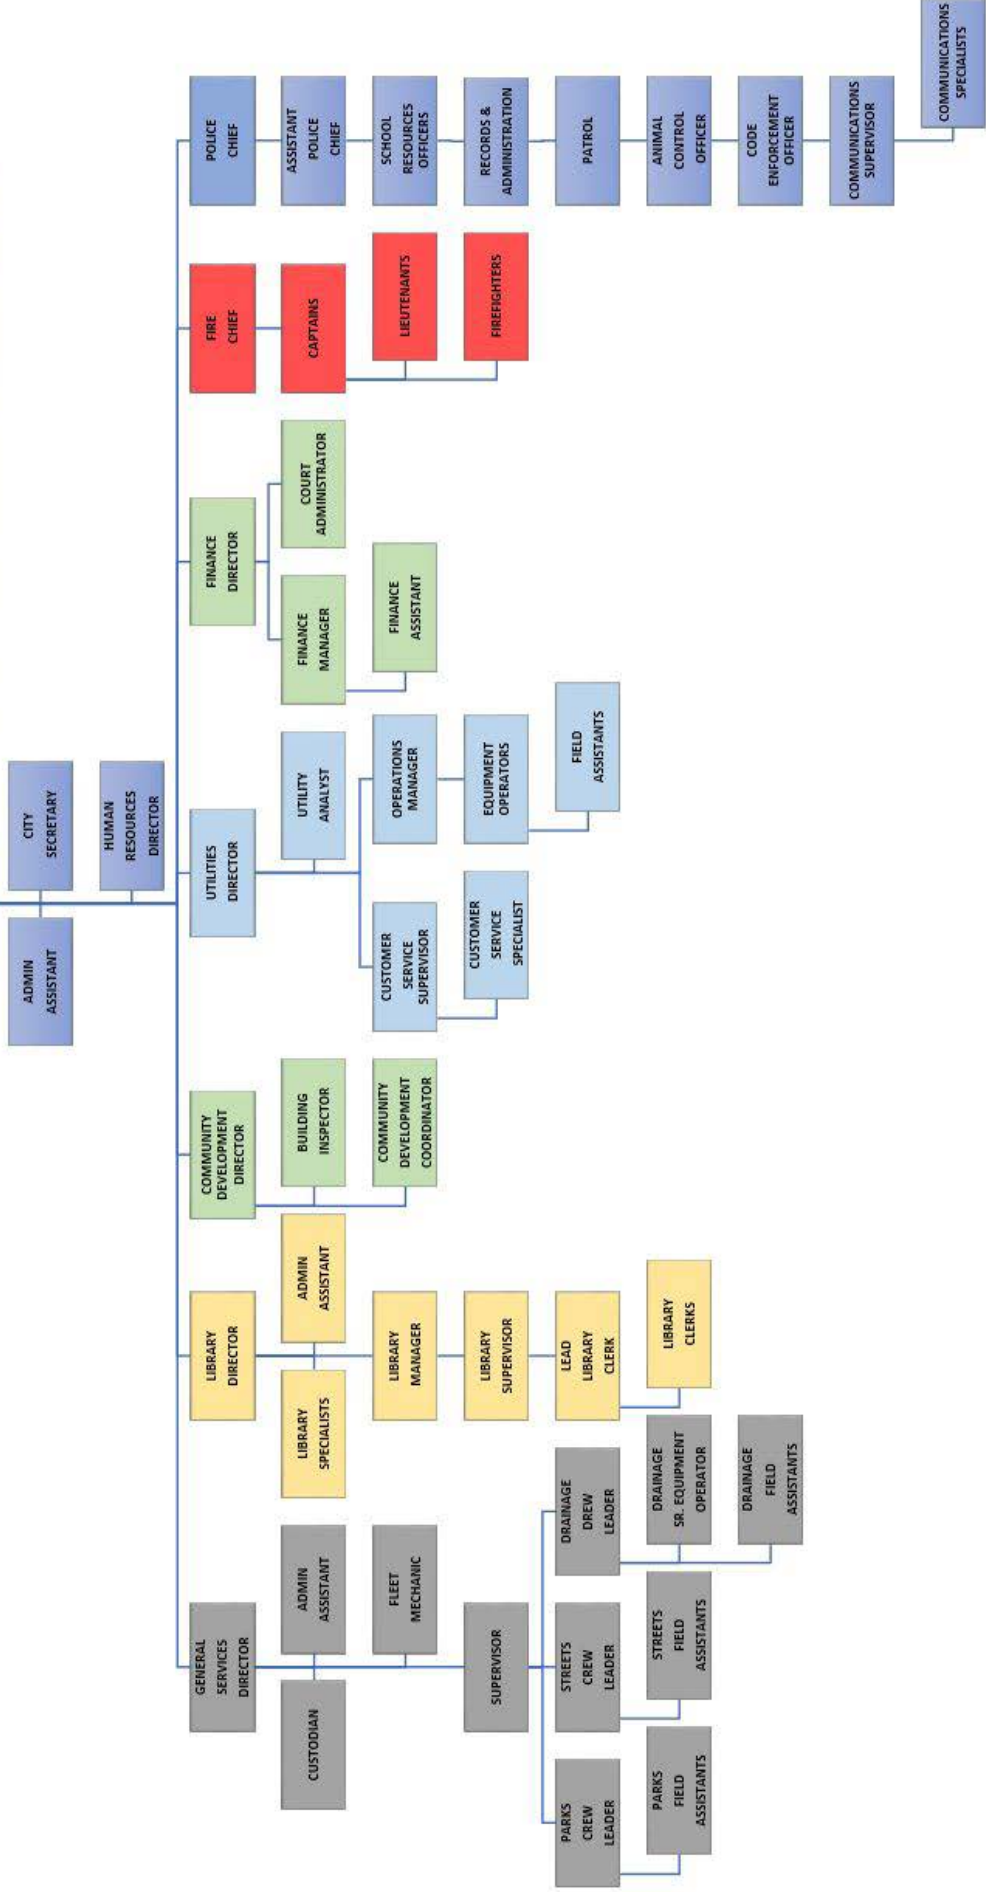 ADMIN
ASSISTANT
CITY
SECRETARY
HUMAN
RESOURCES
DIRECTOR
GENERAL
SERVICES
DIRECTOR
CUSTODIAN
ADMIN
ASSISTANT
FLEET
MECHANIC
SUPERVISOR
PARKS
CREW
LEADER
PARKS
FIELD
ASSISTANTS
STREETS
CREW
LEADER
STREETS
FIELD
ASSISTANTS
DRAINAGE
DREW
LEADER
DRAINAGE
SR. EQUIPMENT
OPERATOR
DRAINAGE
FIELD
ASSISTANTS
LIBRARY
DIRECTOR
LIBRARY
SPECIALISTS
ADMIN
ASSISTANT
LIBRARY
MANAGER
LIBRARY
SUPERVISOR
LEAD
LIBRARY
CLERK
LIBRARY
CLERKS
COMMUNITY
DEVELOPMENT
DIRECTOR
BUILDING
INSPECTOR
COMMUNITY
DEVELOPMENT
COORDINATOR
UTILITIES
DIRECTOR
UTILITY
ANALYST
CUSTOMER
SERVICE
SUPERVISOR
CUSTOMER
SERVICE
SPECIALIST
OPERATIONS
MANAGER
EQUIPMENT
OPERATORS
FIELD
ASSISTANTS
FINANCE
DIRECTOR
FINANCE
MANAGER
FINANCE
ASSISTANT
COURT
ADMINISTRATOR
FIRE
CHIEF
CAPTAINS
LIEUTENANTS
FIREFIGHTERS
POLICE
CHIEF
ASSISTANT
POLICE
CHIEF
SCHOOL
RESOURCES
OFFICERS
RECORDS &
ADMINISTRATION
PATROL
ANIMAL
CONTROL
OFFICER
CODE
ENFORCEMENT
OFFICER
COMMUNICATIONS
SUPERVISOR
COMMUNICATIONS
SPECIALISTS